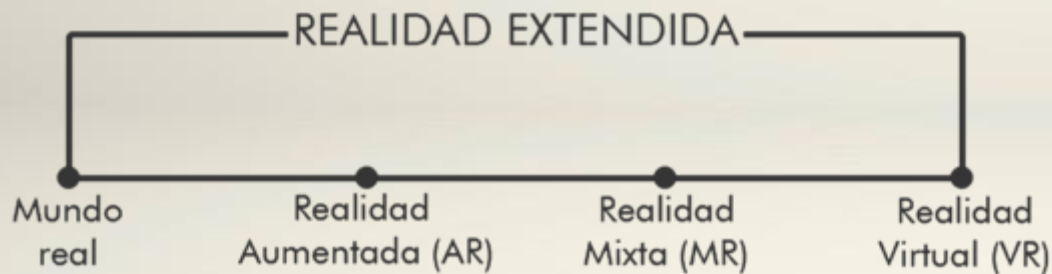 REALIDAD EXTENDIDA
Mundo
real
Realidad
Aumentada (AR)
Realidad
Mixta (MR)
Realidad
Virtual (VR)